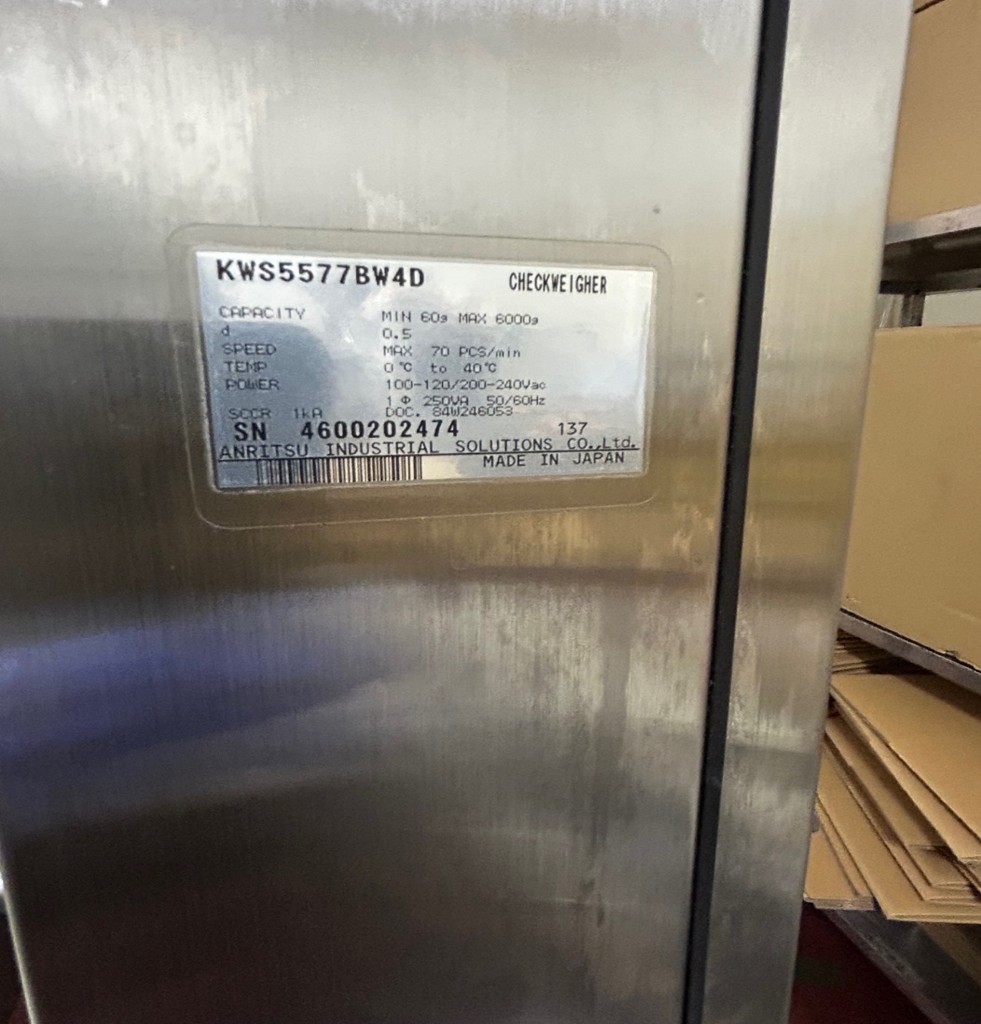 KWS5577BW4D CHECKWEIGHER
CAPACITY MIN 60g MAX 6000g
d 0.5
SPEED MAX 70 PCS/min
TEMP 0°C to 40°C
POWER 100-120/200-240Vac
1 Φ 250VA 50/60Hz
SCCR 1kA DOC. 84W246053
SN 4600202474 137
ANRITSU INDUSTRIAL SOLUTIONS CO.,Ltd.
MADE IN JAPAN